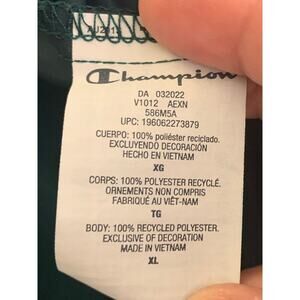 Champion
DA 032022
V1012 AEXN
586M5A
UPC: 196062273879
CUERPO: 100% poliéster reciclado.
EXCLUYENDO DECORACIÓN
HECHO EN VIETNAM
XG
CORPS: 100% POLYESTER RECYCLÉ.
ORNEMENTS NON COMPRIS
FABRIQUÉ AU VIÊT-NAM
TG
BODY: 100% RECYCLED POLYESTER.
EXCLUSIVE OF DECORATION
MADE IN VIETNAM
XL